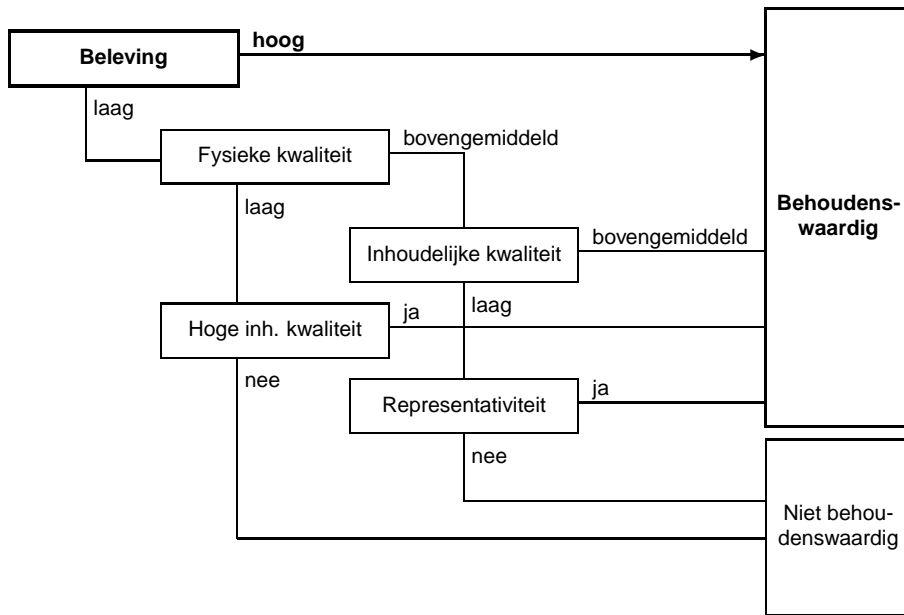 hoog
Beleving
laag
bovengemiddeld
Fysieke kwaliteit
laag
Behoudens-
waardig
bovengemiddeld
Inhoudelijke kwaliteit
laag
ja
Hoge inh. kwaliteit
nee
ja
Representativiteit
nee
Niet behou-
denswaardig